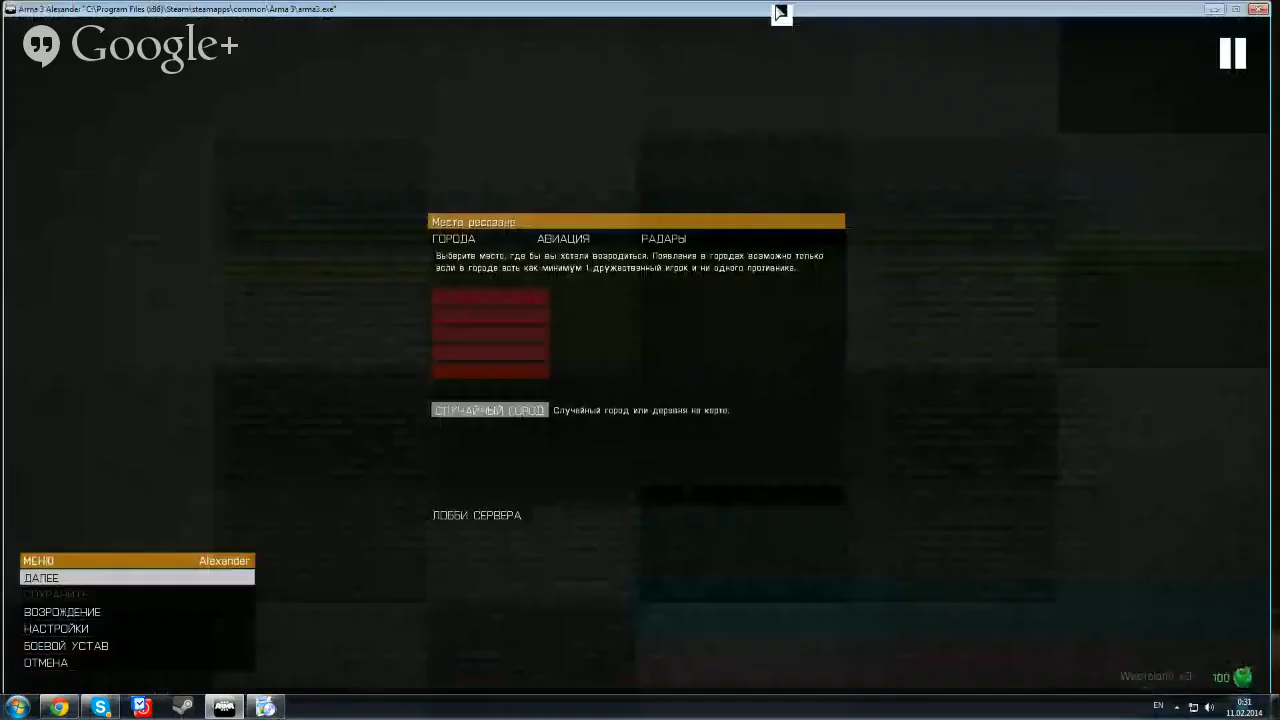 Arma 3 Alexander "C:\Program Files (x86)\Steam\steamapps\common\Arma 3\arma3.exe"
Google+
Место респавна
ГОРОДА АВИАЦИЯ РАДАРЫ
Выберите место, где бы вы хотели возродиться. Появление в городах возможно только
если в городе есть как минимум 1 дружественный игрок и ни одного противника.
СЛУЧАЙНЫЙ ГОРОД Случайный город или деревня на карте.
ЛОББИ СЕРВЕРА
МЕНЮ Alexander
ДАЛЕЕ
СОХРАНИТЬ
ВОЗРОЖДЕНИЕ
НАСТРОЙКИ
БОЕВОЙ УСТАВ
ОТМЕНА
100
EN 0:31
11.02.2014